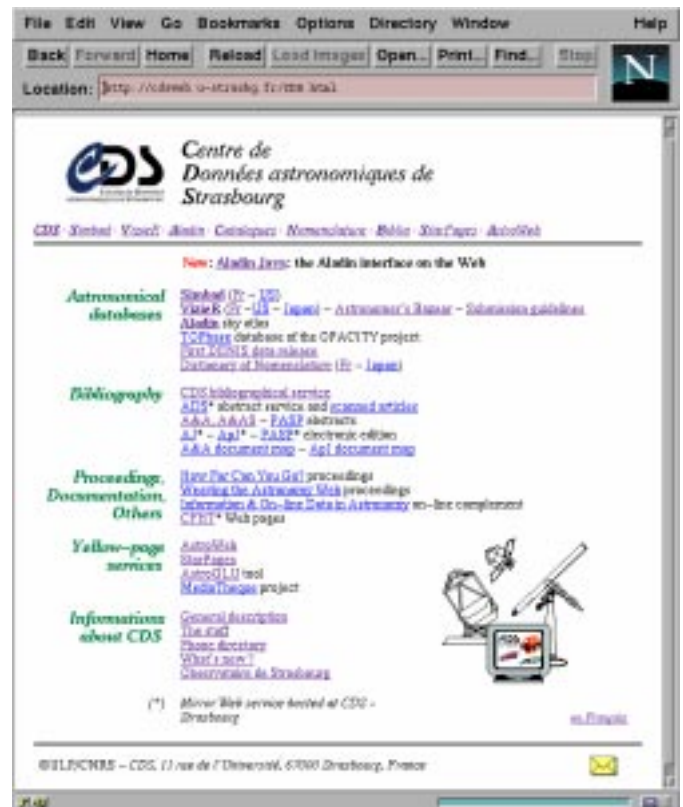 File Edit View Go Bookmarks Options Directory Window Help
Back Forward Home Reload Load Images Open... Print... Find... Stop
N
Location: http://cdsweb.u-strasbg.fr/
CDS
Centre de
Données astronomiques de
Strasbourg
CDS · Simbad · VizieR · Aladin · Catalogues · Nomenclature · Biblio · StarPages · AstroWeb
New: Aladin Java: the Aladin interface on the Web
Astronomical
databases
Simbad (Fr – US)
VizieR (Fr – US – Japan) – Astronomer's Bazaar – Submission guidelines
Aladin sky atlas
TOPbase database of the OPACITY project
First DENIS data release
Dictionary of Nomenclature (Fr – Japan)
Bibliography
CDS bibliographical service
ADS* abstract service and scanned articles
A&A, A&AS – PASP abstracts
AJ* – ApJ* – PASP* electronic edition
A&A document map – ApJ document map
Proceedings,
Documentation,
Others
How Far Can You Go? proceedings
Weaving the Astronomy Web proceedings
Information & On-line Data in Astronomy on-line complement
CFHT* Web pages
Yellow-page
services
AstroWeb
StarPages
AstroGLU tool
MediaTheque project
Informations
about CDS
General description
The staff
Phone directory
What's new?
Observatoire de Strasbourg
(*) Mirror Web service hosted at CDS –
Strasbourg
en Français
©ULP/CNRS – CDS, 11 rue de l'Université, 67000 Strasbourg, France